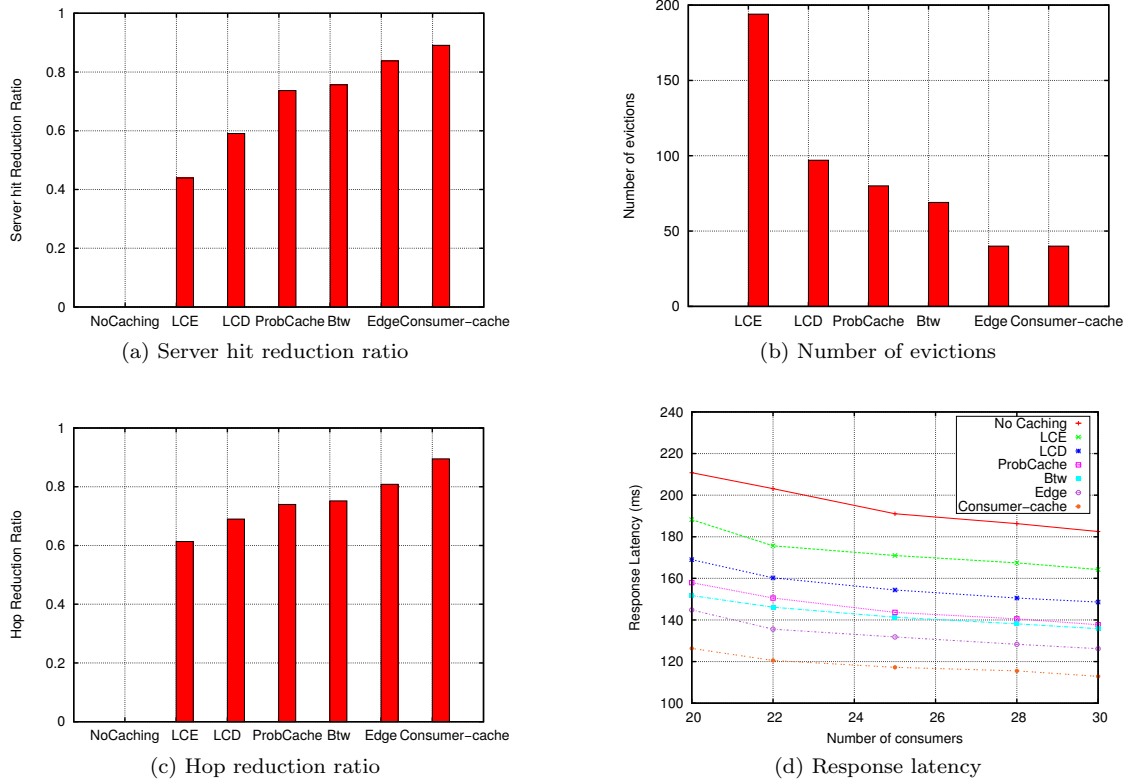 Server hit Reduction Ratio
1
0.8
0.6
0.4
0.2
0
NoCaching LCE LCD ProbCache Btw EdgeConsumer-cache
(a) Server hit reduction ratio
Number of evictions
200
150
100
50
0
LCE LCD ProbCache Btw Edge Consumer-cache
(b) Number of evictions
Hop Reduction Ratio
1
0.8
0.6
0.4
0.2
0
NoCaching LCE LCD ProbCache Btw Edge Consumer-cache
(c) Hop reduction ratio
Response Latency (ms)
240
220
200
180
160
140
120
100
20 22 24 26 28 30
Number of consumers
No Caching
LCE
LCD
ProbCache
Btw
Edge
Consumer-cache
(d) Response latency